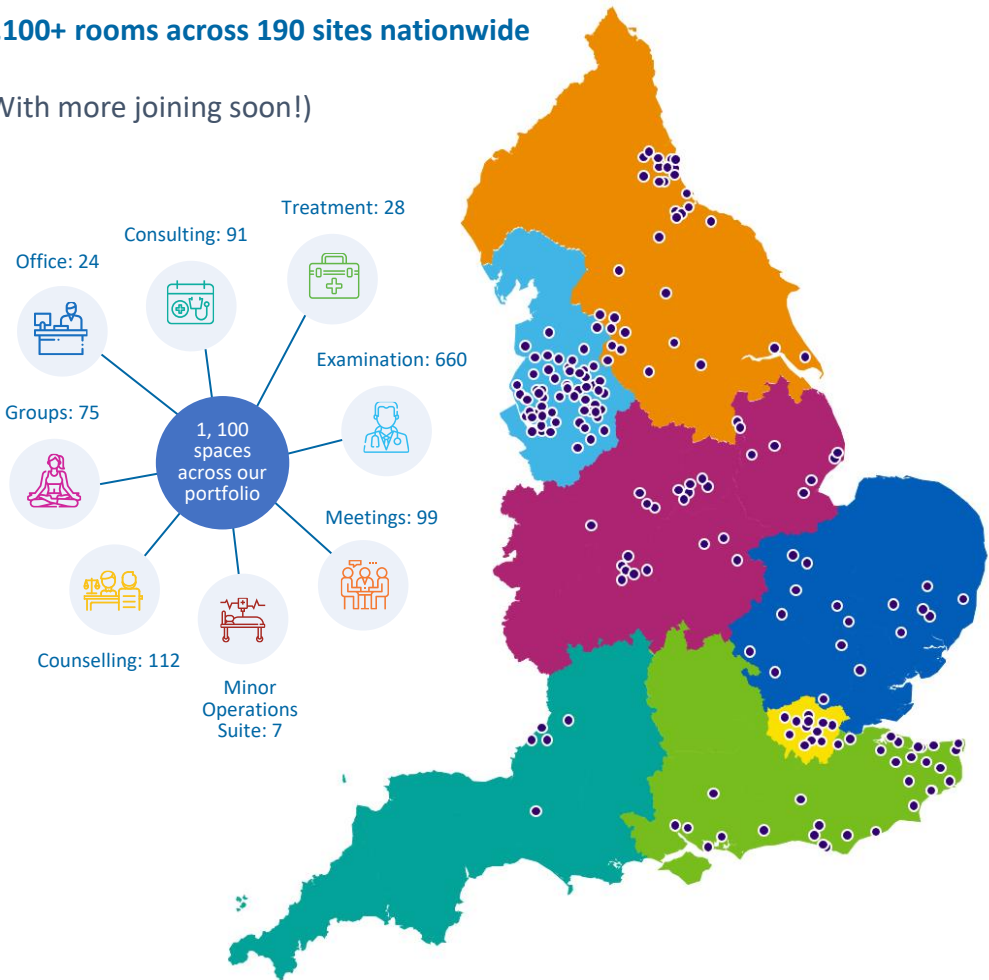 100+ rooms across 190 sites nationwide
With more joining soon!)
Treatment: 28
Consulting: 91
Office: 24
Examination: 660
Groups: 75
1, 100
spaces
across our
portfolio
Meetings: 99
Counselling: 112
Minor
Operations
Suite: 7